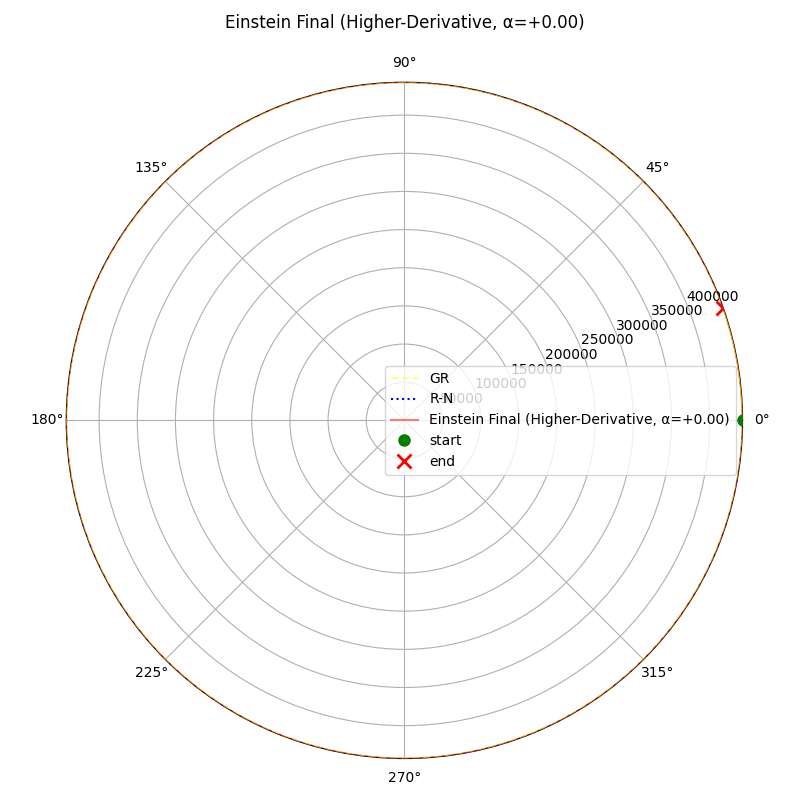 Einstein Final (Higher-Derivative, α=+0.00)
90°
135°
45°
400000
350000
300000
250000
200000
150000
100000
GR
R-N
180°
Einstein Final (Higher-Derivative, α=+0.00)
0°
start
end
225°
315°
270°